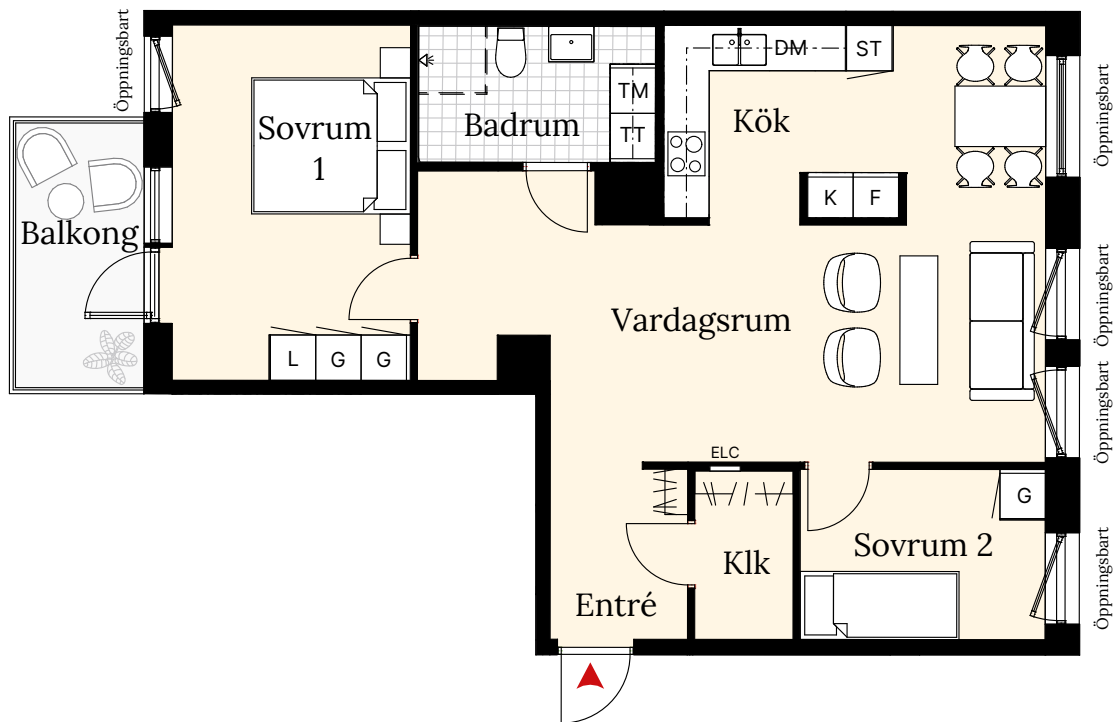 Öppningsbart
DM
ST
Öppningsbart
TM
Sovrum
1
Badrum
Kök
TT
K
F
Balkong
Öppningsbart
Vardagsrum
L
G
G
Öppningsbart
ELC
G
Sovrum 2
Klk
Öppningsbart
Entré